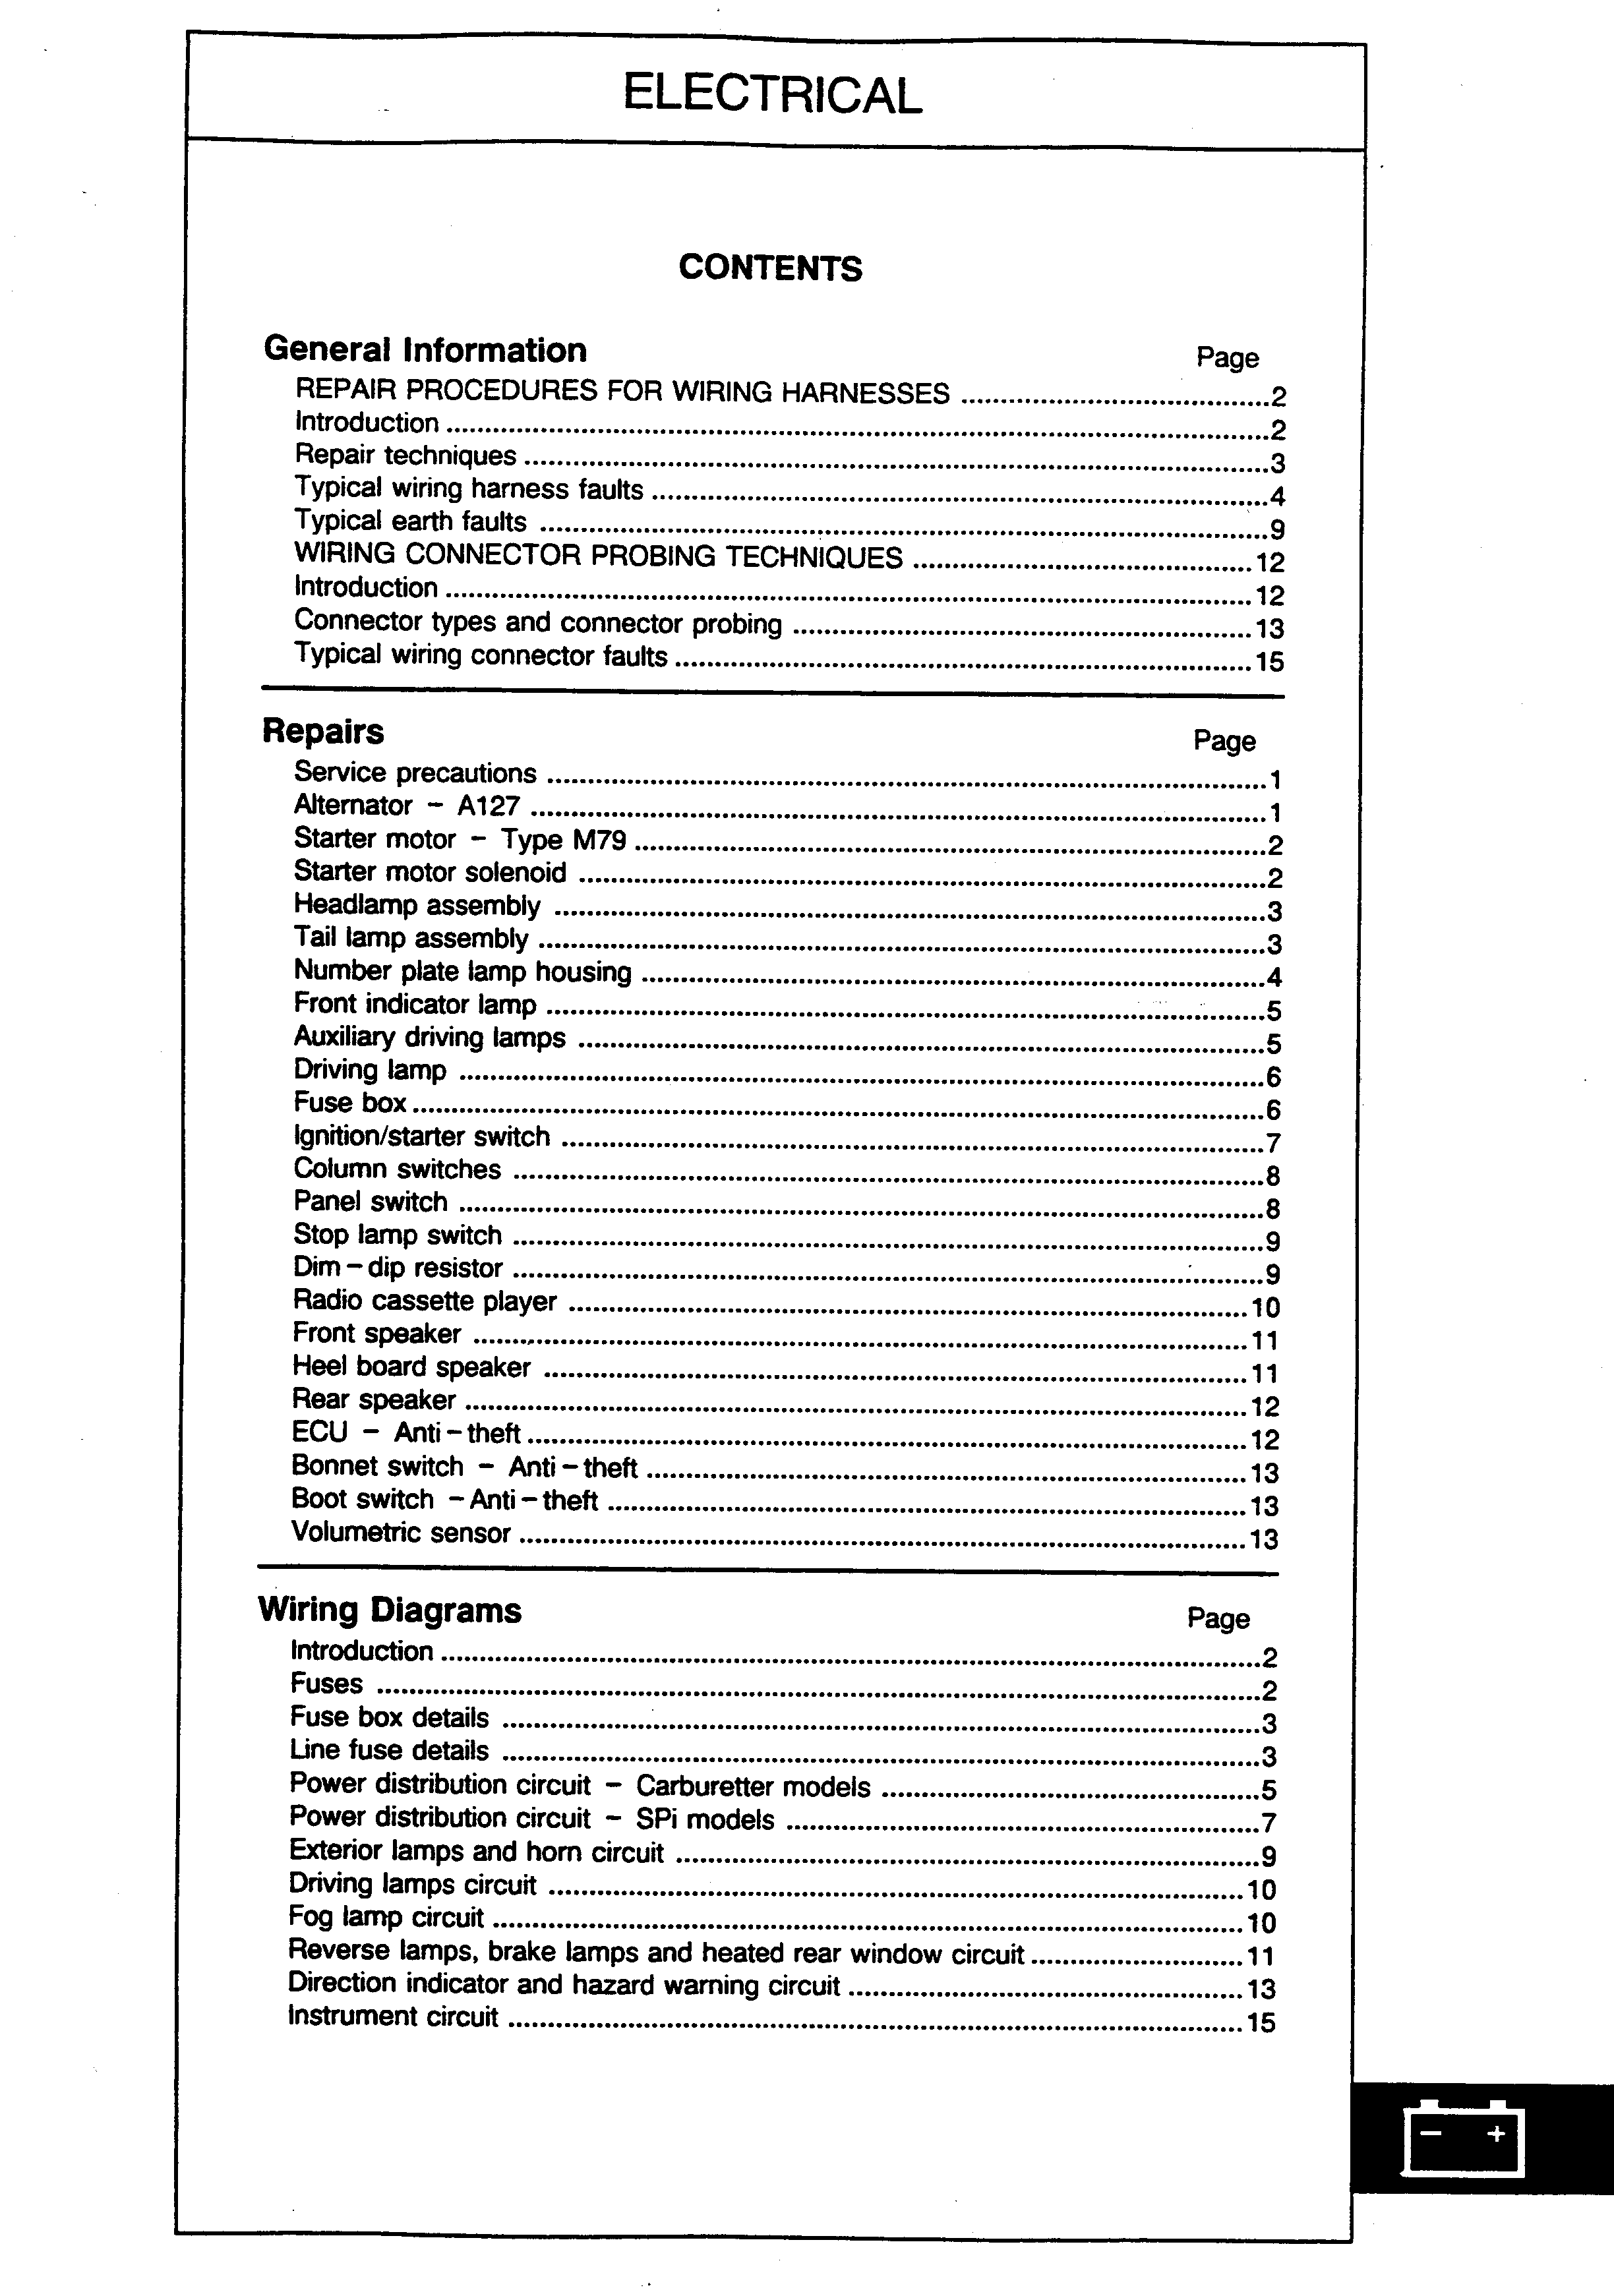 ELECTRICAL
CONTENTS
General Information Page
REPAIR PROCEDURES FOR WIRING HARNESSES ......................................2
Introduction ......................................2
Repair techniques ......................................3
Typical wiring harness faults ......................................4
Typical earth faults ......................................9
WIRING CONNECTOR PROBING TECHNIQUES ......................................12
Introduction ......................................12
Connector types and connector probing ......................................13
Typical wiring connector faults ......................................15
Repairs Page
Service precautions ......................................1
Alternator – A127 ......................................1
Starter motor – Type M79 ......................................2
Starter motor solenoid ......................................2
Headlamp assembly ......................................3
Tail lamp assembly ......................................3
Number plate lamp housing ......................................4
Front indicator lamp ......................................5
Auxiliary driving lamps ......................................5
Driving lamp ......................................6
Fuse box ......................................6
Ignition/starter switch ......................................7
Column switches ......................................8
Panel switch ......................................8
Stop lamp switch ......................................9
Dim – dip resistor ......................................9
Radio cassette player ......................................10
Front speaker ......................................11
Heel board speaker ......................................11
Rear speaker ......................................12
ECU – Anti – theft ......................................12
Bonnet switch – Anti – theft ......................................13
Boot switch – Anti – theft ......................................13
Volumetric sensor ......................................13
Wiring Diagrams Page
Introduction ......................................2
Fuses ......................................2
Fuse box details ......................................3
Line fuse details ......................................3
Power distribution circuit – Carburetter models ......................................5
Power distribution circuit – SPi models ......................................7
Exterior lamps and horn circuit ......................................9
Driving lamps circuit ......................................10
Fog lamp circuit ......................................10
Reverse lamps, brake lamps and heated rear window circuit ......................................11
Direction indicator and hazard warning circuit ......................................13
Instrument circuit ......................................15
– +